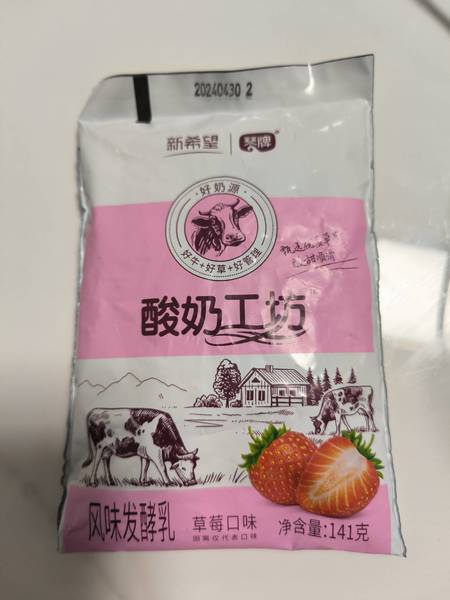 20240430 2
新希望 琴牌
好奶源
好牛+好草+好管理
酸奶工坊
风味发酵乳
草莓口味
图案仅代表口味
净含量:141克